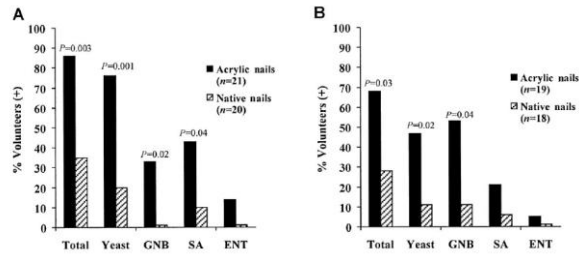 A
% Volunteers (+)
100
90
80
70
60
50
40
30
20
10
0
P=0.003
P=0.001
P=0.02
P=0.04
Acrylic nails
(n=21)
Native nails
(n=20)
Total Yeast GNB SA ENT
B
% Volunteers (+)
100
90
80
70
60
50
40
30
20
10
0
P=0.03
P=0.02
P=0.04
Acrylic nails
(n=19)
Native nails
(n=18)
Total Yeast GNB SA ENT